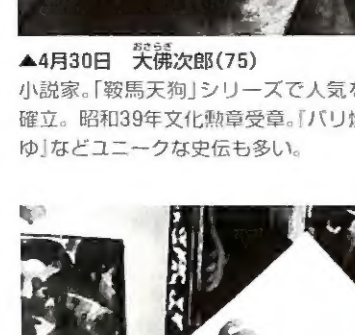 ▲4月30日 大佛次郎(75)
おさらぎ
小説家。「鞍馬天狗」シリーズで人気
確立。昭和39年文化勲章受章。『パリ
ゆ』などユニークな史伝も多い。